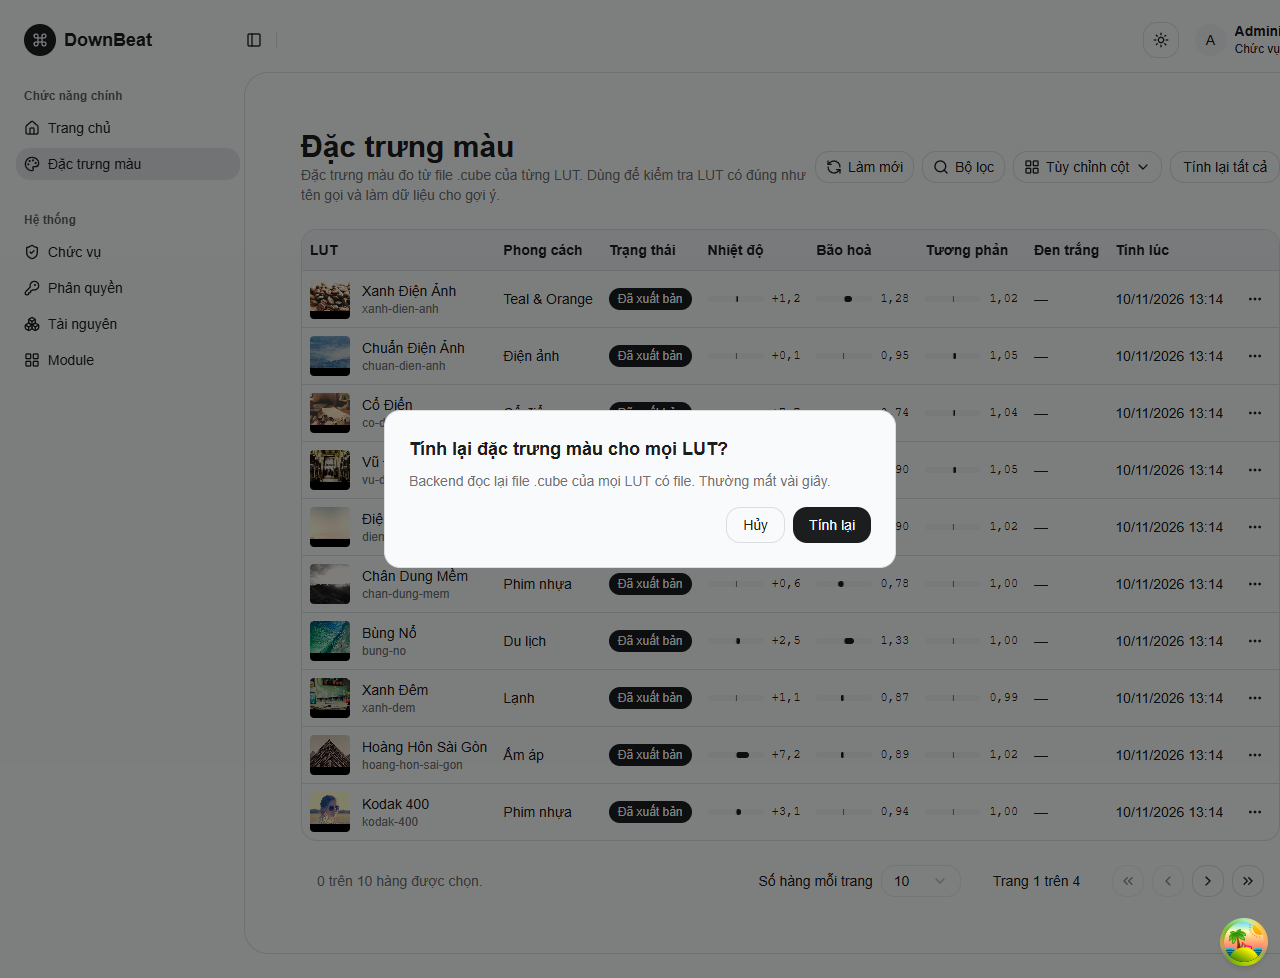 DownBeat
A
Admini
Chức vụ
Chức năng chính
Trang chủ
Đặc trưng màu
Hệ thống
Chức vụ
Phân quyền
Tài nguyên
Module
Đặc trưng màu
Đặc trưng màu đo từ file .cube của từng LUT. Dùng để kiểm tra LUT có đúng như
tên gọi và làm dữ liệu cho gợi ý.
Làm mới
Bộ lọc
Tùy chỉnh cột
Tính lại tất cả
LUT Phong cách Trạng thái Nhiệt độ Bão hoà Tương phản Đen trắng Tính lúc
Xanh Điện Ảnh
xanh-dien-anh
Teal & Orange Đã xuất bản +1,2 1,28 1,02 — 10/11/2026 13:14
Chuẩn Điện Ảnh
chuan-dien-anh
Điện ảnh Đã xuất bản +0,1 0,95 1,05 — 10/11/2026 13:14
Cổ Điển
1,04 — 10/11/2026 13:14
Vũ
1,05 — 10/11/2026 13:14
1,02 — 10/11/2026 13:14
Tính lại đặc trưng màu cho mọi LUT?
Backend đọc lại file .cube của mọi LUT có file. Thường mất vài giây.
Hủy
Tính lại
Chân Dung Mềm
chan-dung-mem
Phim nhựa Đã xuất bản +0,6 0,78 1,00 — 10/11/2026 13:14
Bùng Nổ
bung-no
Du lịch Đã xuất bản +2,5 1,33 1,00 — 10/11/2026 13:14
Xanh Đêm
xanh-dem
Lạnh Đã xuất bản +1,1 0,87 0,99 — 10/11/2026 13:14
Hoàng Hôn Sài Gòn
hoang-hon-sai-gon
Ấm áp Đã xuất bản +7,2 0,89 1,02 — 10/11/2026 13:14
Kodak 400
kodak-400
Phim nhựa Đã xuất bản +3,1 0,94 1,00 — 10/11/2026 13:14
0 trên 10 hàng được chọn.
Số hàng mỗi trang
10
Trang 1 trên 4